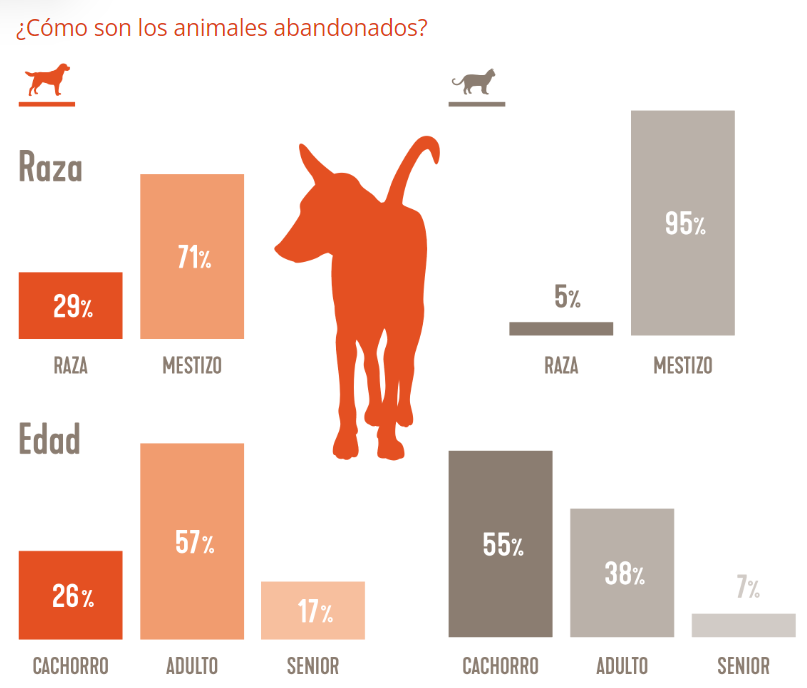 ¿Cómo son los animales abandonados?
Raza
71%
29%
95%
5%
RAZA MESTIZO
RAZA MESTIZO
Edad
57%
26%
17%
55%
38%
7%
CACHORRO ADULTO SENIOR
CACHORRO ADULTO SENIOR